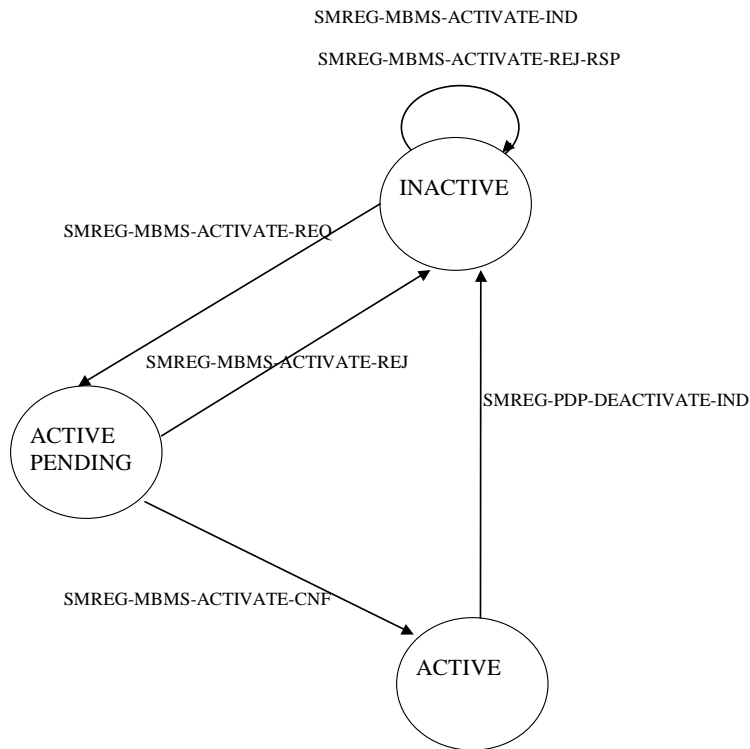 SMREG-MBMS-ACTIVATE-IND
SMREG-MBMS-ACTIVATE-REJ-RSP
INACTIVE
SMREG-MBMS-ACTIVATE-REQ
SMREG-MBMS-ACTIVATE-REJ
SMREG-PDP-DEACTIVATE-IND
ACTIVE
PENDING
SMREG-MBMS-ACTIVATE-CNF
ACTIVE